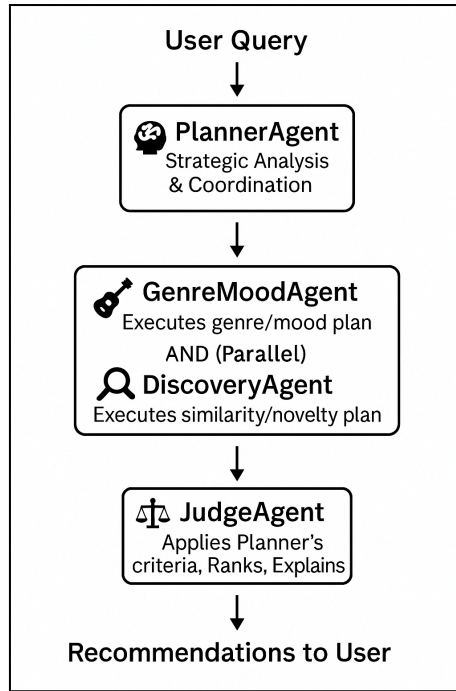 User Query
PlannerAgent
Strategic Analysis
& Coordination
GenreMoodAgent
Executes genre/mood plan
AND (Parallel)
DiscoveryAgent
Executes similarity/novelty plan
JudgeAgent
Applies Planner's
criteria, Ranks, Explains
Recommendations to User